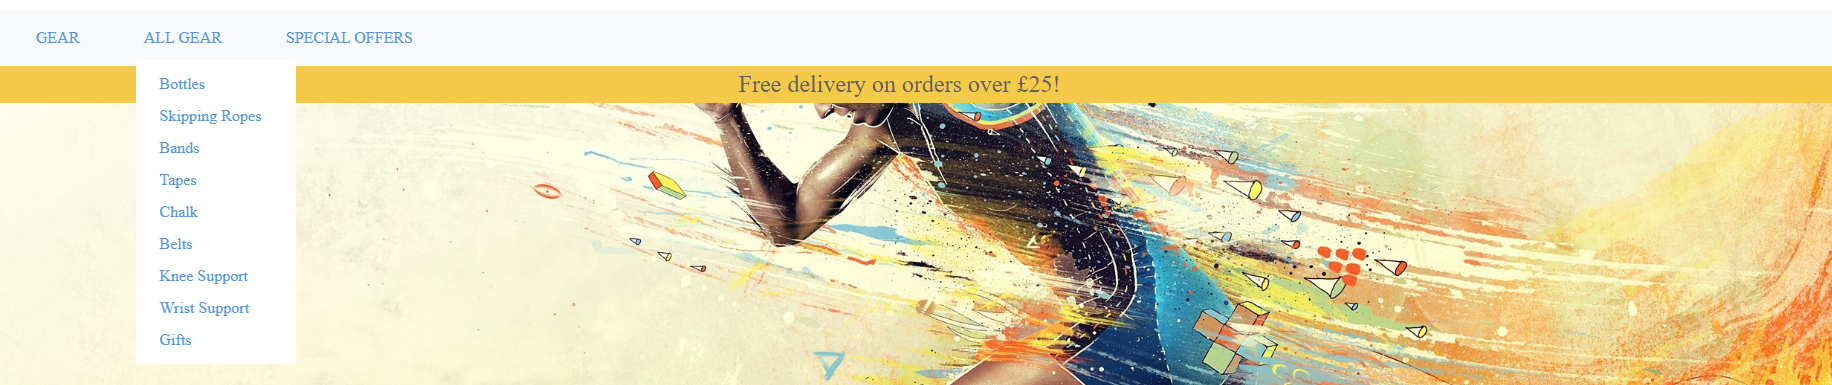 GEAR ALL GEAR SPECIAL OFFERS
Free delivery on orders over £25!
Bottles
Skipping Ropes
Bands
Tapes
Chalk
Belts
Knee Support
Wrist Support
Gifts